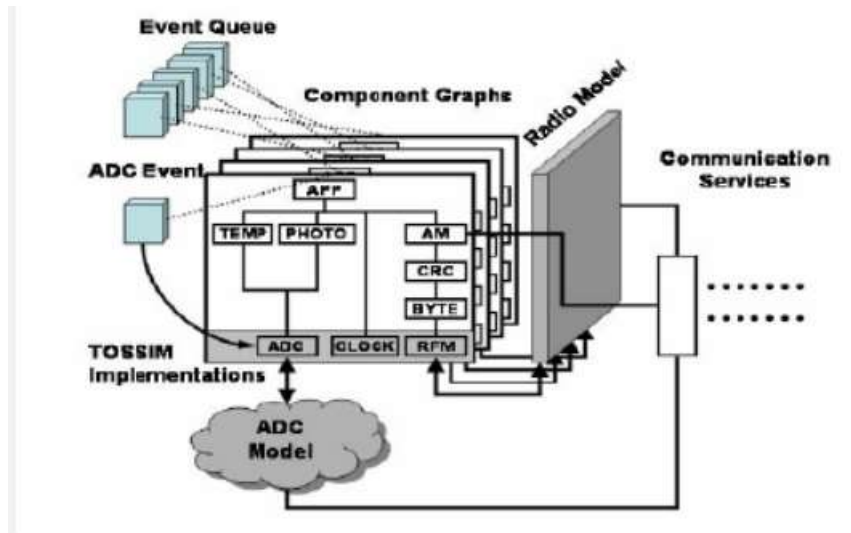 Event Queue
Component Graphs
Radio Model
Communication
Services
ADC Event
APP
TEMP
PHOTO
AM
CRC
BYTE
ADC
CLOCK
RFM
TOSSIM
Implementations
ADC
Model